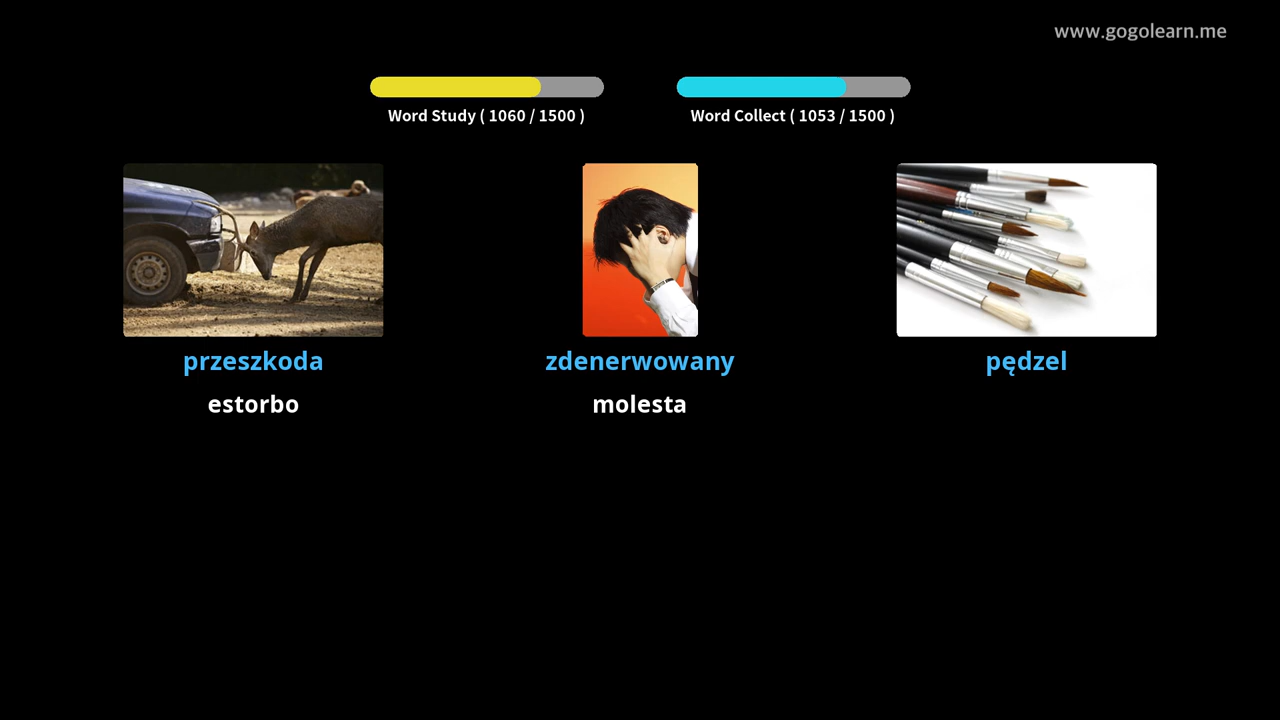 www.gogolearn.me
Word Study ( 1060 / 1500 )
Word Collect ( 1053 / 1500 )
przeszkoda
zdenerwowany
pędzel
estorbo
molesta